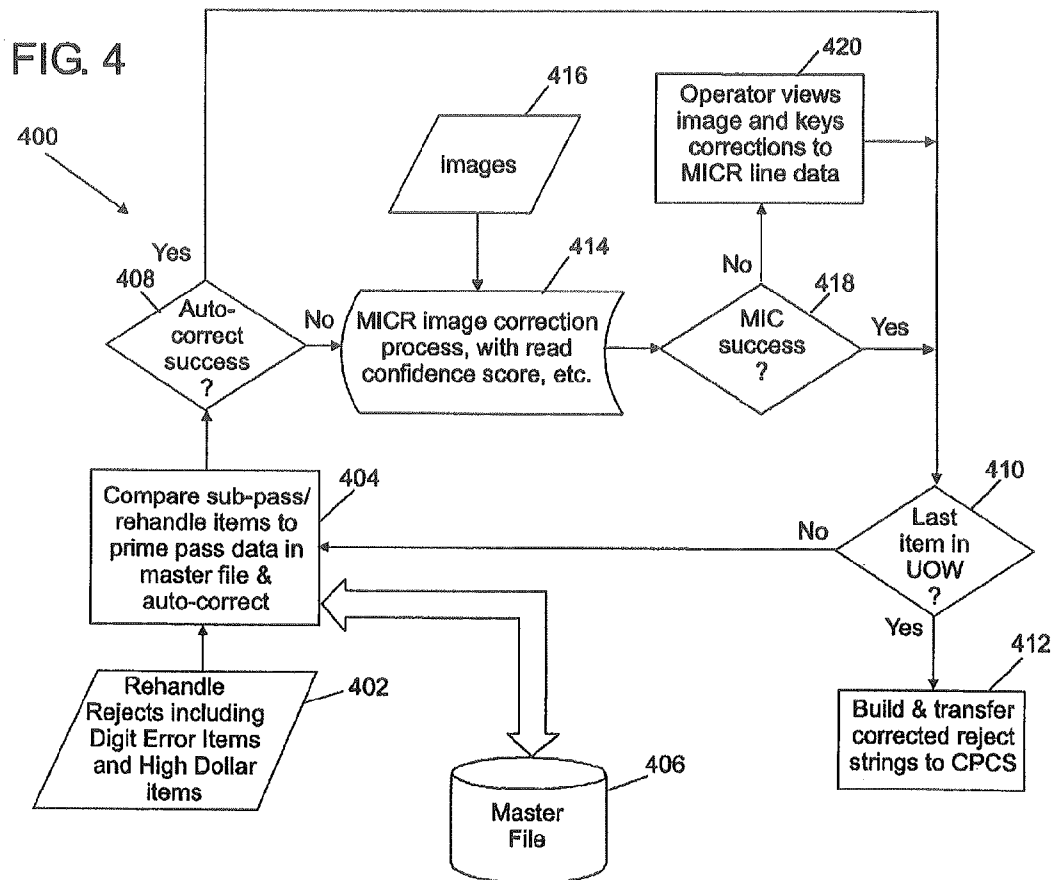 FIG. 4
400
416
Images
420
Operator views
image and keys
corrections to
MICR line data
Yes
408
Auto-
correct
success
?
No
414
MICR image correction
process, with read
confidence score, etc.
No
418
MIC
success
?
Yes
404
Compare sub-pass/
rehandle items to
prime pass data in
master file &
auto-correct
No
410
Last
item in
UOW
?
Yes
402
Rehandle
Rejects including
Digit Error Items
and High Dollar
items
406
Master
File
412
Build & transfer
corrected reject
strings to CPCS